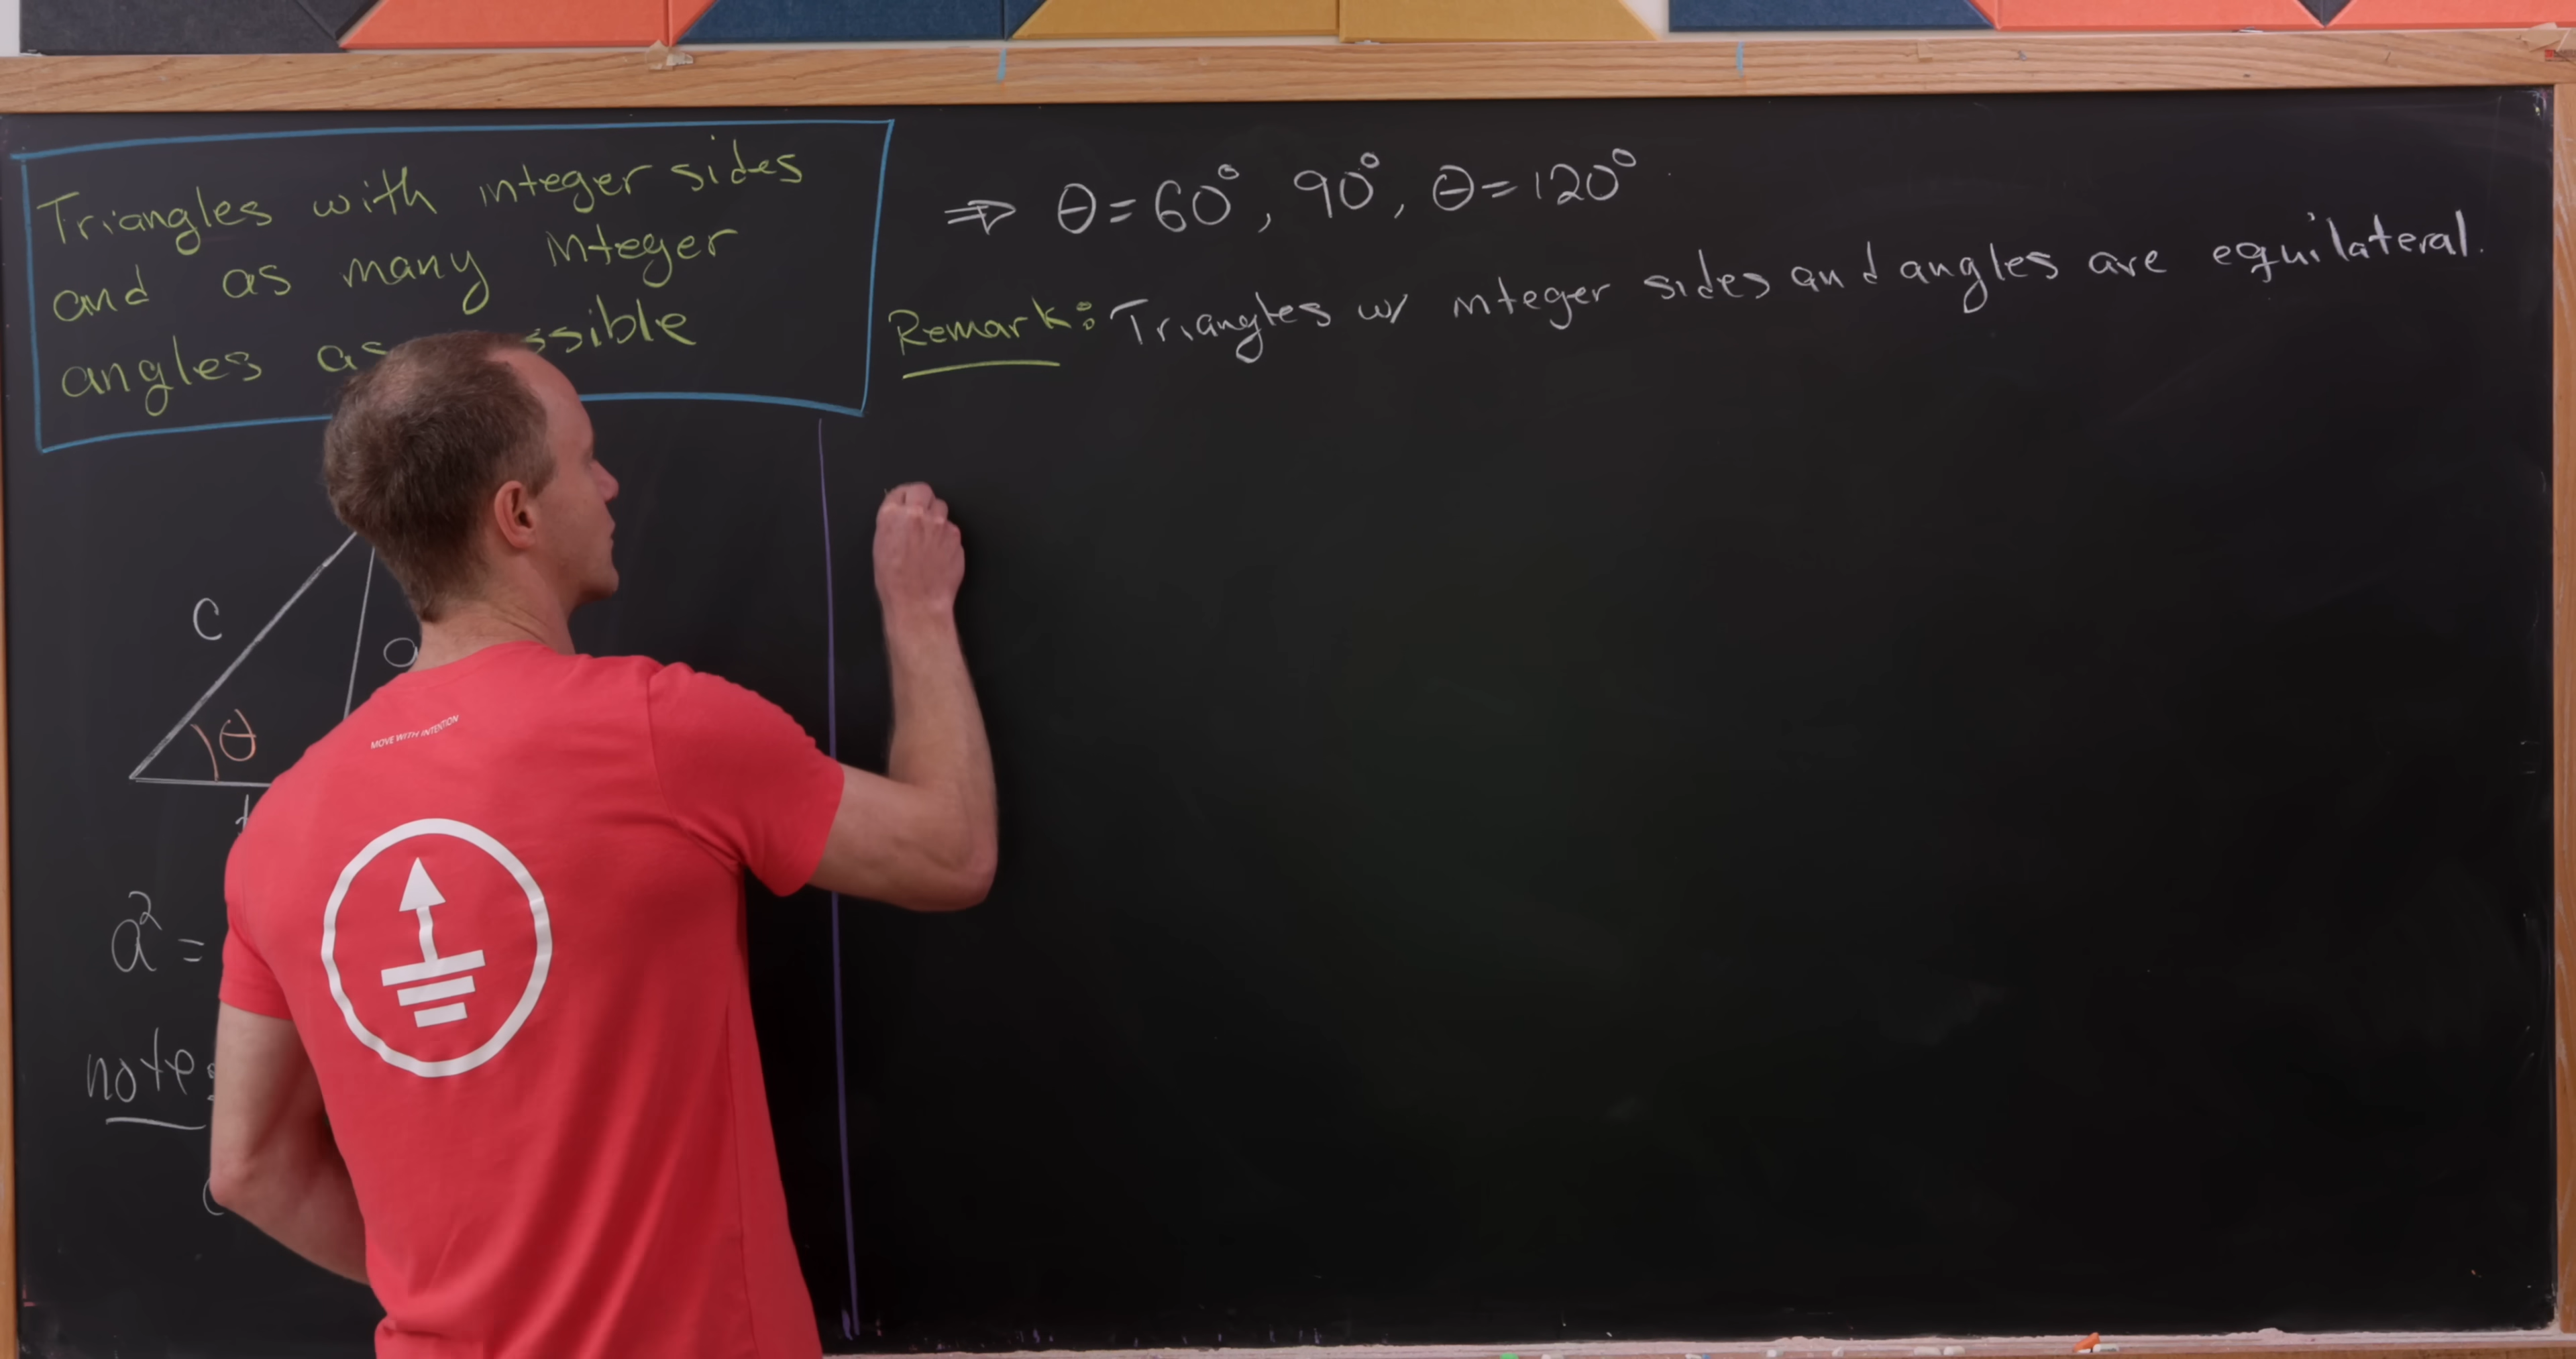 Triangles with integer sides
and as many integer
angles as ssible
c
a
θ
a² =
note:
⇒ θ = 60°, 90°, θ = 120°
Remark: Triangles w/ integer sides and angles are equilateral.
MOVE WITH INTENTION